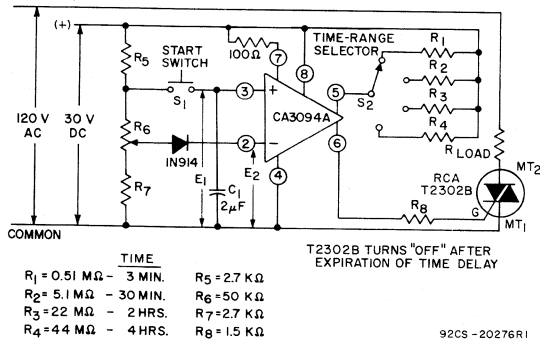 (+)
TIME-RANGE
SELECTOR
R1
100Ω
7
START
SWITCH
R5
8
R2
S1
3
+
5
S2
R3
120 V
AC
30 V
DC
CA3094A
R4
R6
6
R LOAD
2
−
MT2
1N914
E1
E2
4
RCA
T2302B
R7
C1
2μF
R8
G
MT1
COMMON
T2302B TURNS "OFF" AFTER
EXPIRATION OF TIME DELAY
TIME
R1 = 0.51 MΩ - 3 MIN. R5 = 2.7 KΩ
R2 = 5.1 MΩ - 30 MIN. R6 = 50 KΩ
R3 = 22 MΩ - 2 HRS. R7 = 2.7 KΩ
R4 = 44 MΩ - 4 HRS. R8 = 1.5 KΩ
92CS-20276R1